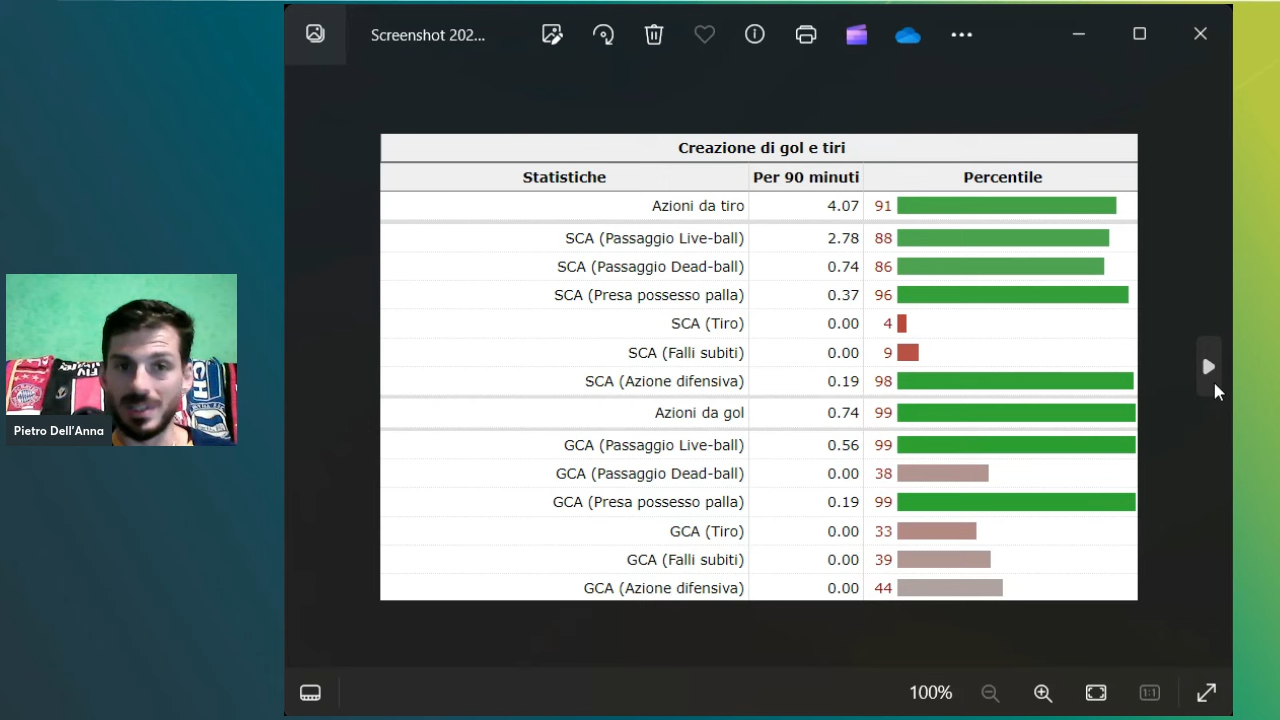 Screenshot 202...
Creazione di gol e tiri
Statistiche Per 90 minuti Percentile
Azioni da tiro 4.07 91
SCA (Passaggio Live-ball) 2.78 88
SCA (Passaggio Dead-ball) 0.74 86
SCA (Presa possesso palla) 0.37 96
SCA (Tiro) 0.00 4
SCA (Falli subiti) 0.00 9
SCA (Azione difensiva) 0.19 98
Azioni da gol 0.74 99
GCA (Passaggio Live-ball) 0.56 99
GCA (Passaggio Dead-ball) 0.00 38
GCA (Presa possesso palla) 0.19 99
GCA (Tiro) 0.00 33
GCA (Falli subiti) 0.00 39
GCA (Azione difensiva) 0.00 44
Pietro Dell'Anna
100%
1:1